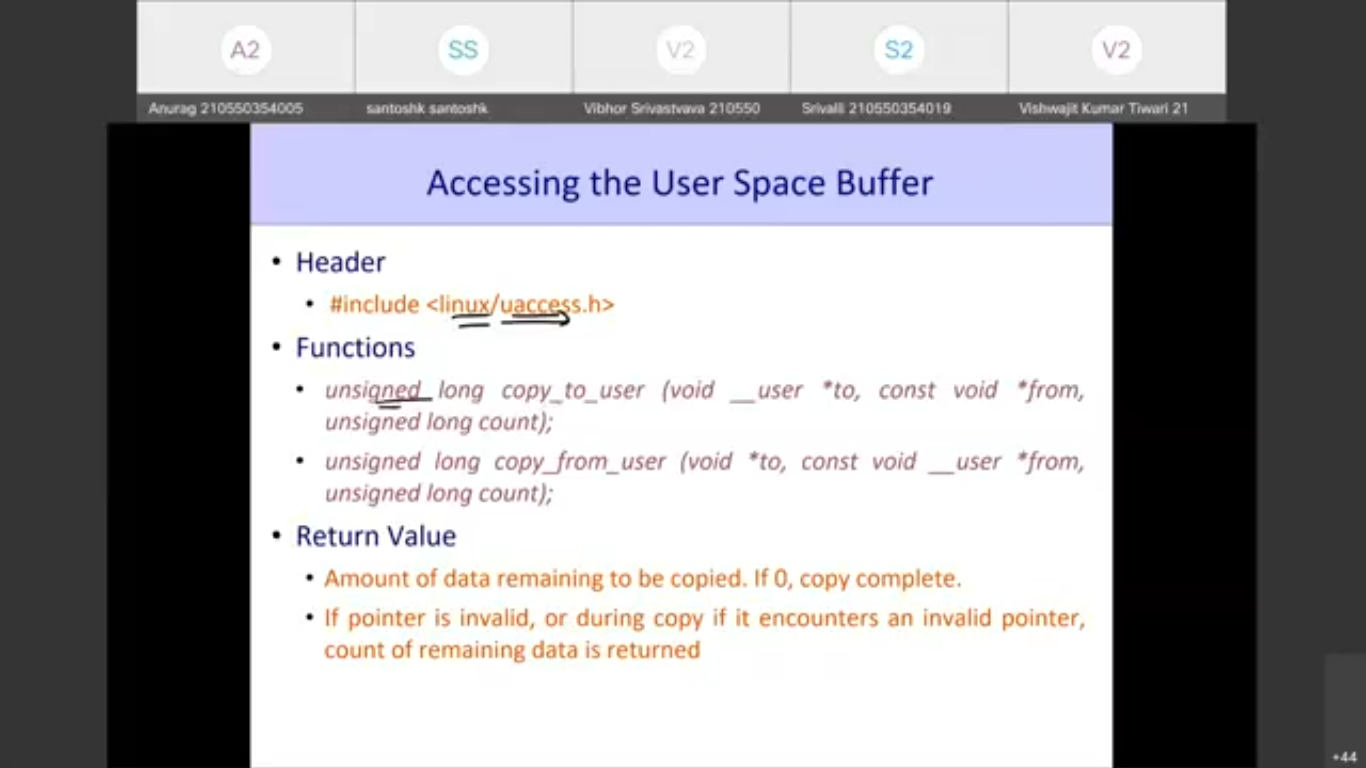 A2 SS V2 S2 V2
Anurag 210550354005 santoshk santoshk Vibhor Srivastvava 210550 Srivalli 210550354019 Vishwajit Kumar Tiwari 21
Accessing the User Space Buffer
• Header
• #include <linux/uaccess.h>
• Functions
• unsigned long copy_to_user (void __user *to, const void *from,
unsigned long count);
• unsigned long copy_from_user (void *to, const void __user *from,
unsigned long count);
• Return Value
• Amount of data remaining to be copied. If 0, copy complete.
• If pointer is invalid, or during copy if it encounters an invalid pointer,
count of remaining data is returned
+44